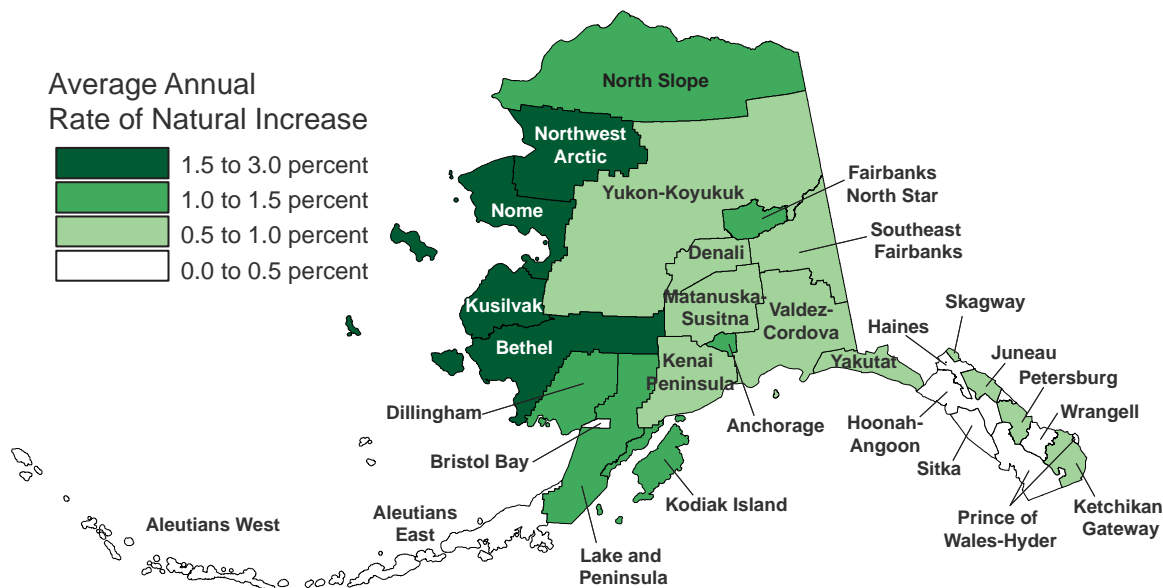 Average Annual
Rate of Natural Increase
1.5 to 3.0 percent
1.0 to 1.5 percent
0.5 to 1.0 percent
0.0 to 0.5 percent
North Slope
Northwest
Arctic
Yukon-Koyukuk
Fairbanks
North Star
Nome
Southeast
Fairbanks
Denali
Kusilvak
Matanuska-
Susitna
Valdez-
Cordova
Bethel
Skagway
Haines
Juneau
Yakutat
Kenai
Peninsula
Petersburg
Dillingham
Wrangell
Anchorage
Hoonah-
Angoon
Bristol Bay
Sitka
Kodiak Island
Ketchikan
Gateway
Prince of
Wales-Hyder
Aleutians
East
Aleutians West
Lake and
Peninsula